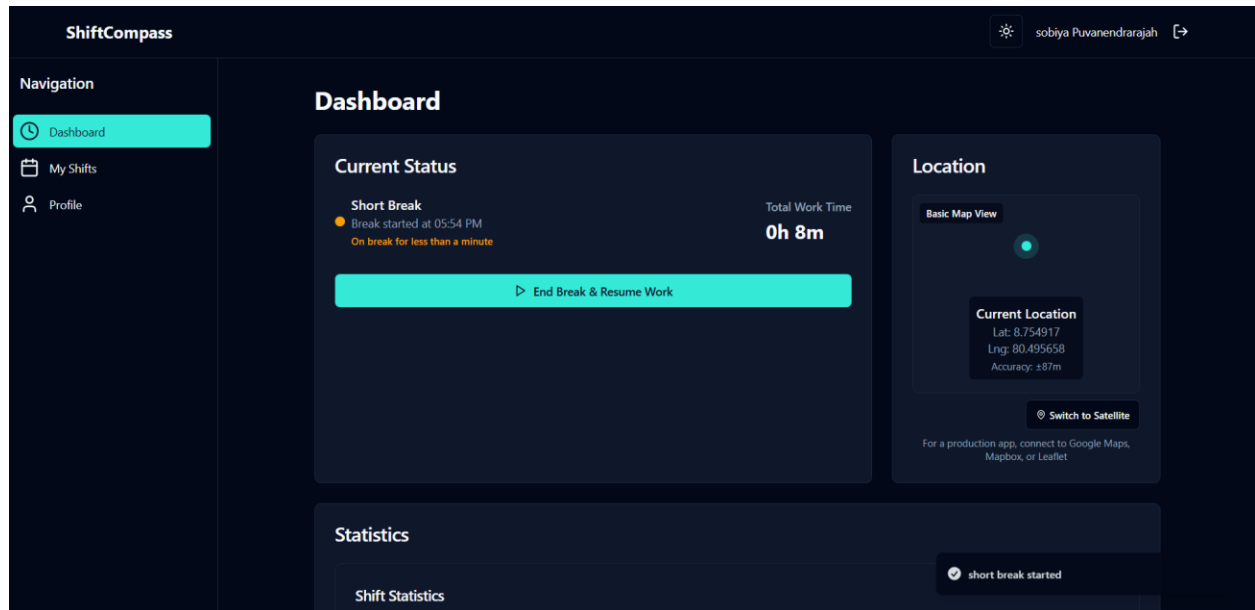 ShiftCompass
sobiya Puvanendrarajah
Navigation
Dashboard
My Shifts
Profile
Dashboard
Current Status
Short Break
Break started at 05:54 PM
On break for less than a minute
Total Work Time
0h 8m
End Break & Resume Work
Location
Basic Map View
Current Location
Lat: 8.754917
Lng: 80.495658
Accuracy: ±87m
Switch to Satellite
For a production app, connect to Google Maps,
Mapbox, or Leaflet
Statistics
Shift Statistics
short break started